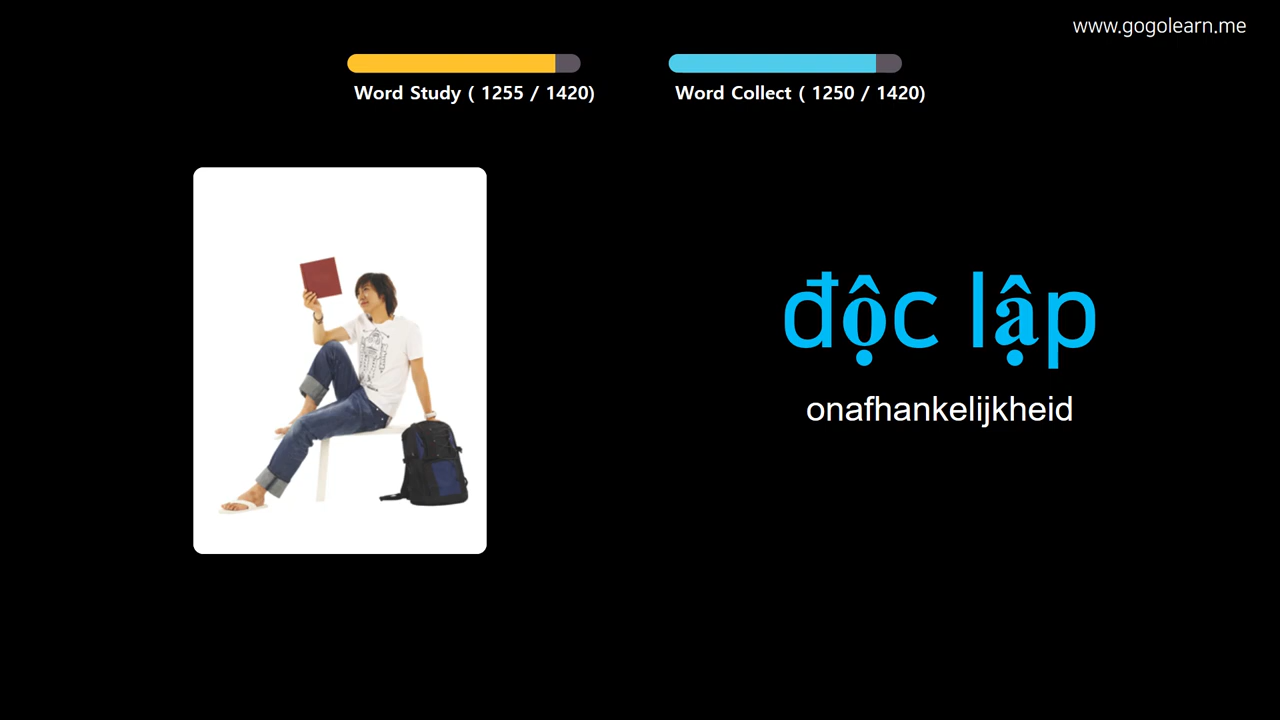 www.gogolearn.me
Word Study ( 1255 / 1420)
Word Collect ( 1250 / 1420)
độc lập
onafhankelijkheid